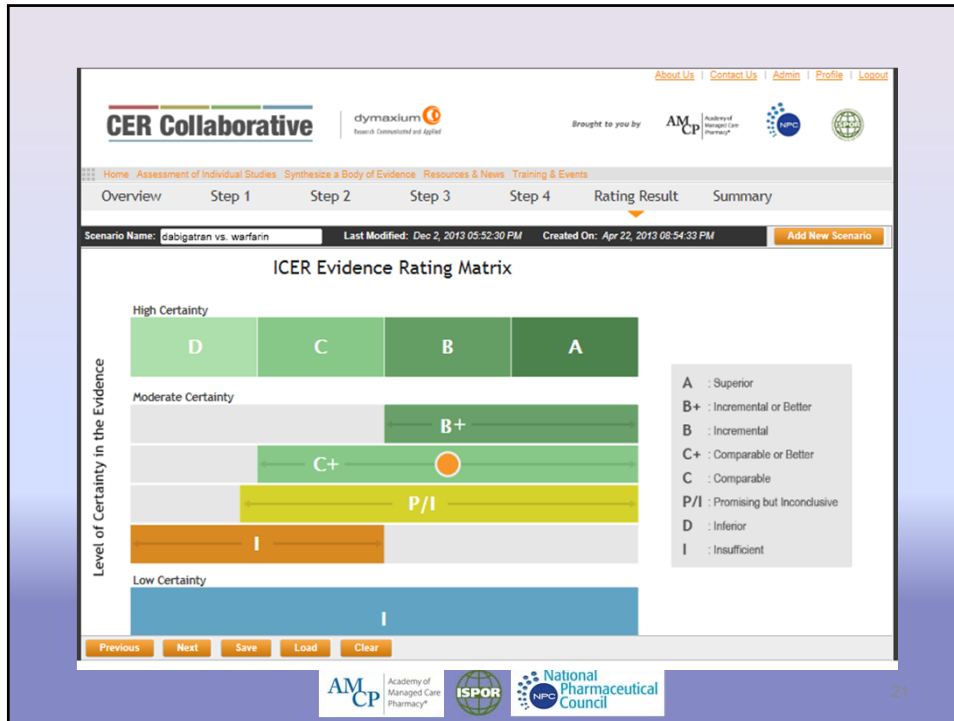 About Us | Contact Us | Admin | Profile | Logout
CER Collaborative
dymaxium
Research Communicated and Applied
Brought to you by
AMCP
Academy of
Managed Care
Pharmacy*
NPC
ISPOR
Home Assessment of Individual Studies Synthesize a Body of Evidence Resources & News Training & Events
Overview Step 1 Step 2 Step 3 Step 4 Rating Result Summary
Scenario Name: dabigatran vs. warfarin Last Modified: Dec 2, 2013 05:52:30 PM Created On: Apr 22, 2013 08:54:33 PM Add New Scenario
ICER Evidence Rating Matrix
Level of Certainty in the Evidence
High Certainty
D C B A
Moderate Certainty
B+
C+
P/I
I
Low Certainty
I
A : Superior
B+ : Incremental or Better
B : Incremental
C+ : Comparable or Better
C : Comparable
P/I : Promising but Inconclusive
D : Inferior
I : Insufficient
Previous Next Save Load Clear
AMCP
Academy of
Managed Care
Pharmacy*
ISPOR
NPC
National
Pharmaceutical
Council
21